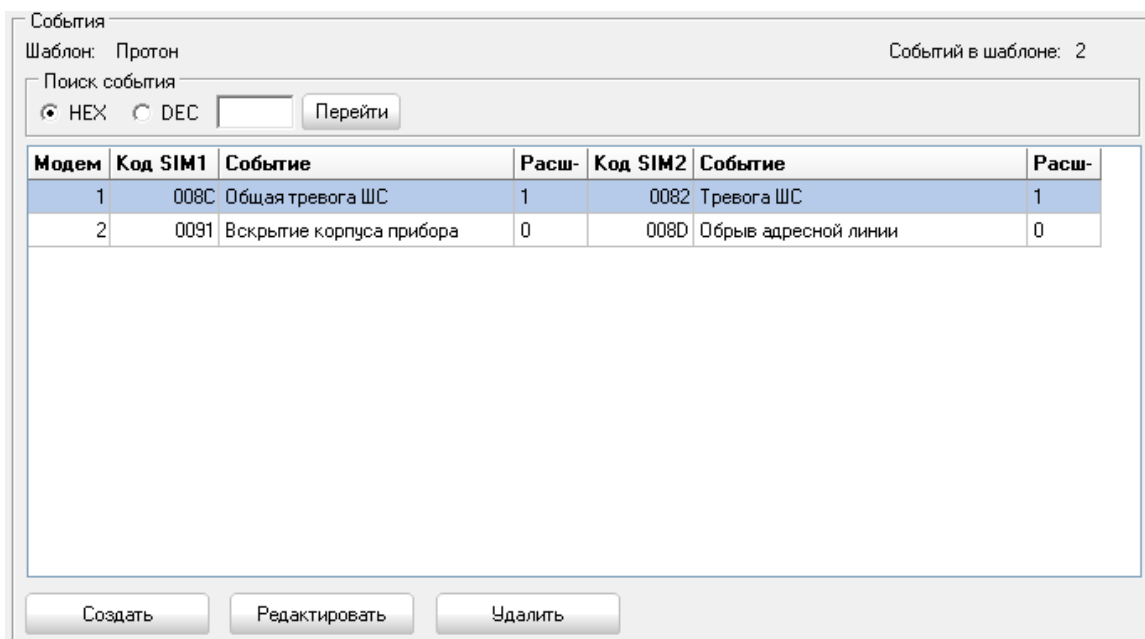 События
Шаблон: Протон Событий в шаблоне: 2
Поиск события
HEX DEC Перейти
Модем Код SIM1 Событие Расш- Код SIM2 Событие Расш-
1 008C Общая тревога ШС 1 0082 Тревога ШС 1
2 0091 Вскрытие корпуса прибора 0 008D Обрыв адресной линии 0
Создать Редактировать Удалить